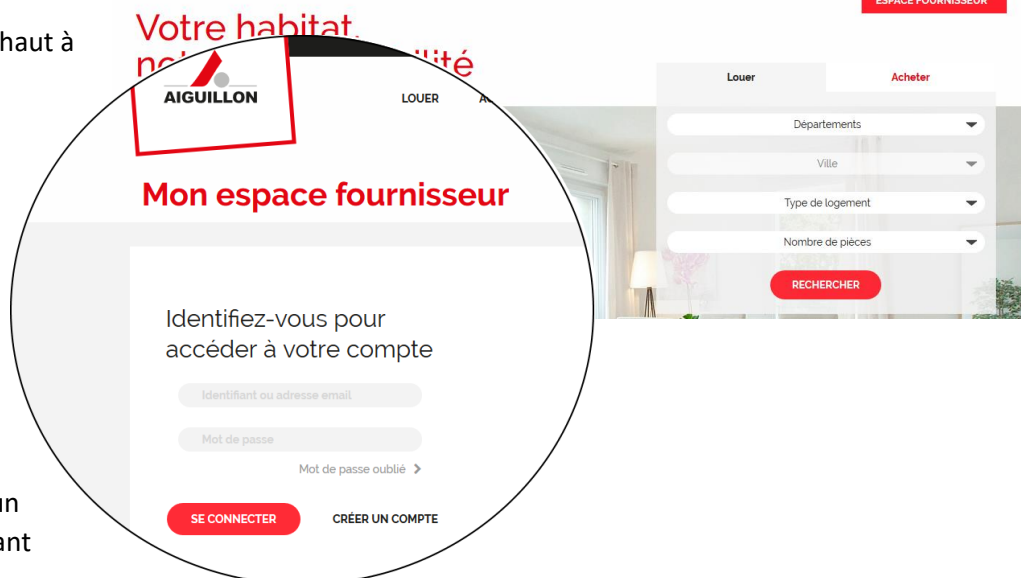 haut à
Votre habitat,
ESPACE FOURNISSEUR
AIGUILLON
LOUER
Mon espace fournisseur
Identifiez-vous pour
accéder à votre compte
Identifiant ou adresse email
Mot de passe
Mot de passe oublié
SE CONNECTER CRÉER UN COMPTE
Louer Acheter
Départements
Ville
Type de logement
Nombre de pièces
RECHERCHER
un
ant